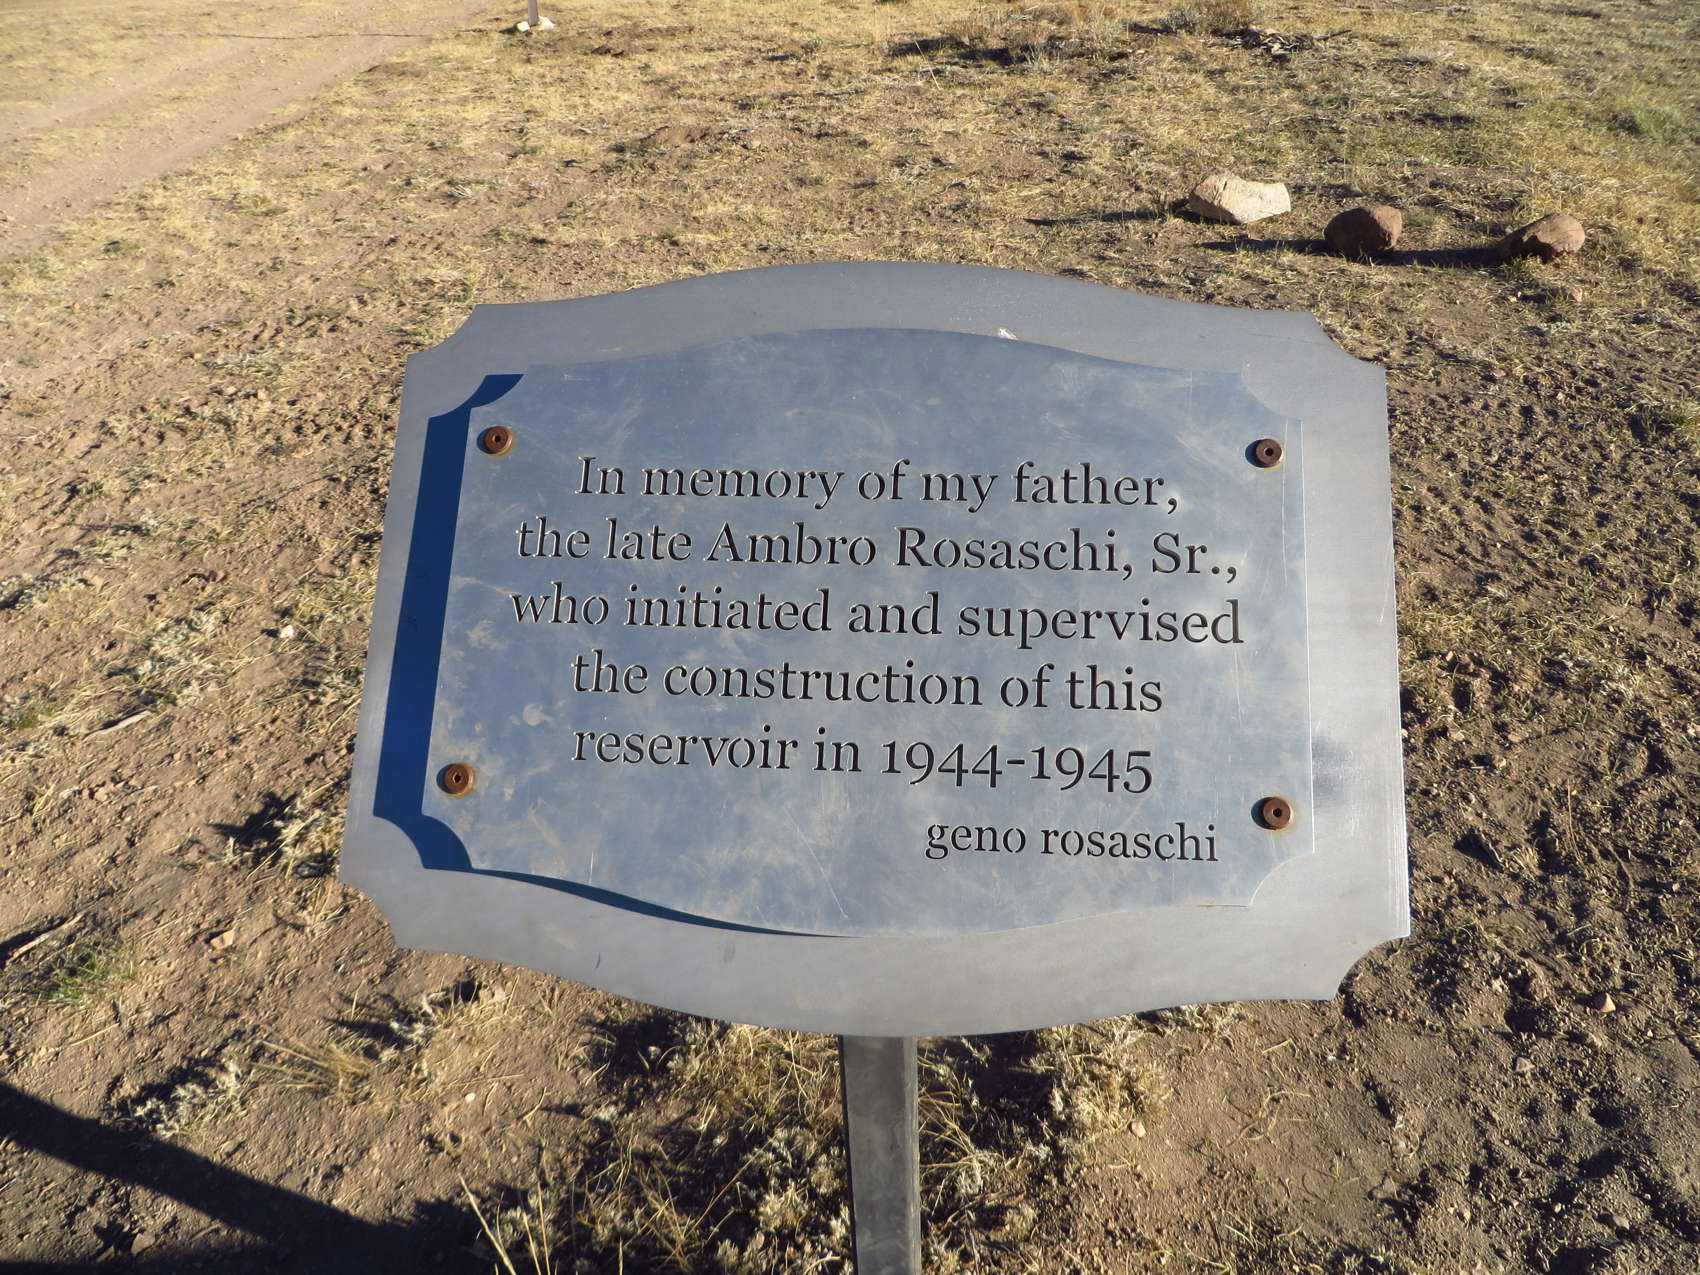 In memory of my father,
the late Ambro Rosaschi, Sr.,
who initiated and supervised
the construction of this
reservoir in 1944-1945
geno rosaschi